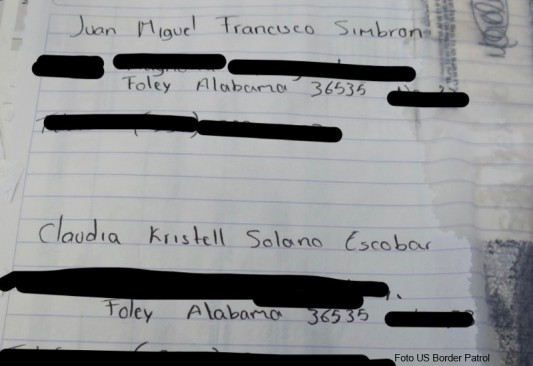 Juan Miguel Francisco Simbron
Foley Alabama 36535
Claudia Kristell Solano Escobar
Foley Alabama 36535
Foto US Border Patrol